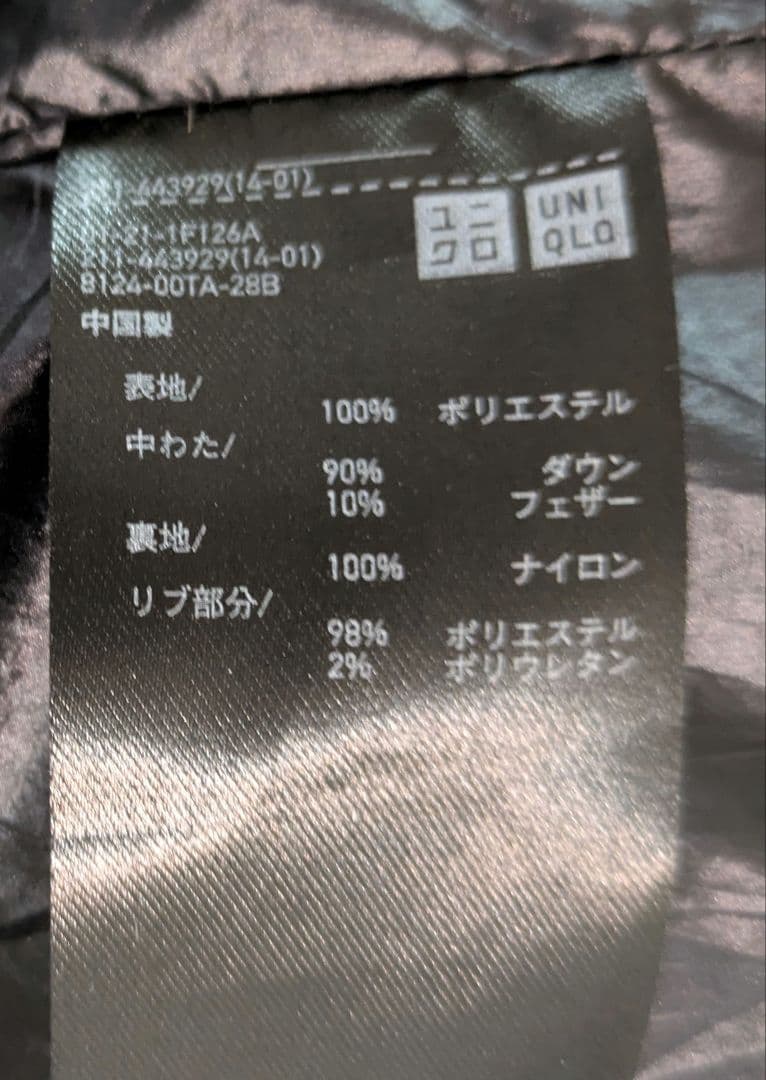 443929(14-01)
ユニ
クロ
UNI
QLO
21-1F126A
211-443929(14-01)
8124-00TA-28B
中国製
表地/
100% ポリエステル
中わた/
90% ダウン
10% フェザー
裏地/
100% ナイロン
リブ部分/
98% ポリエステル
2% ポリウレタン